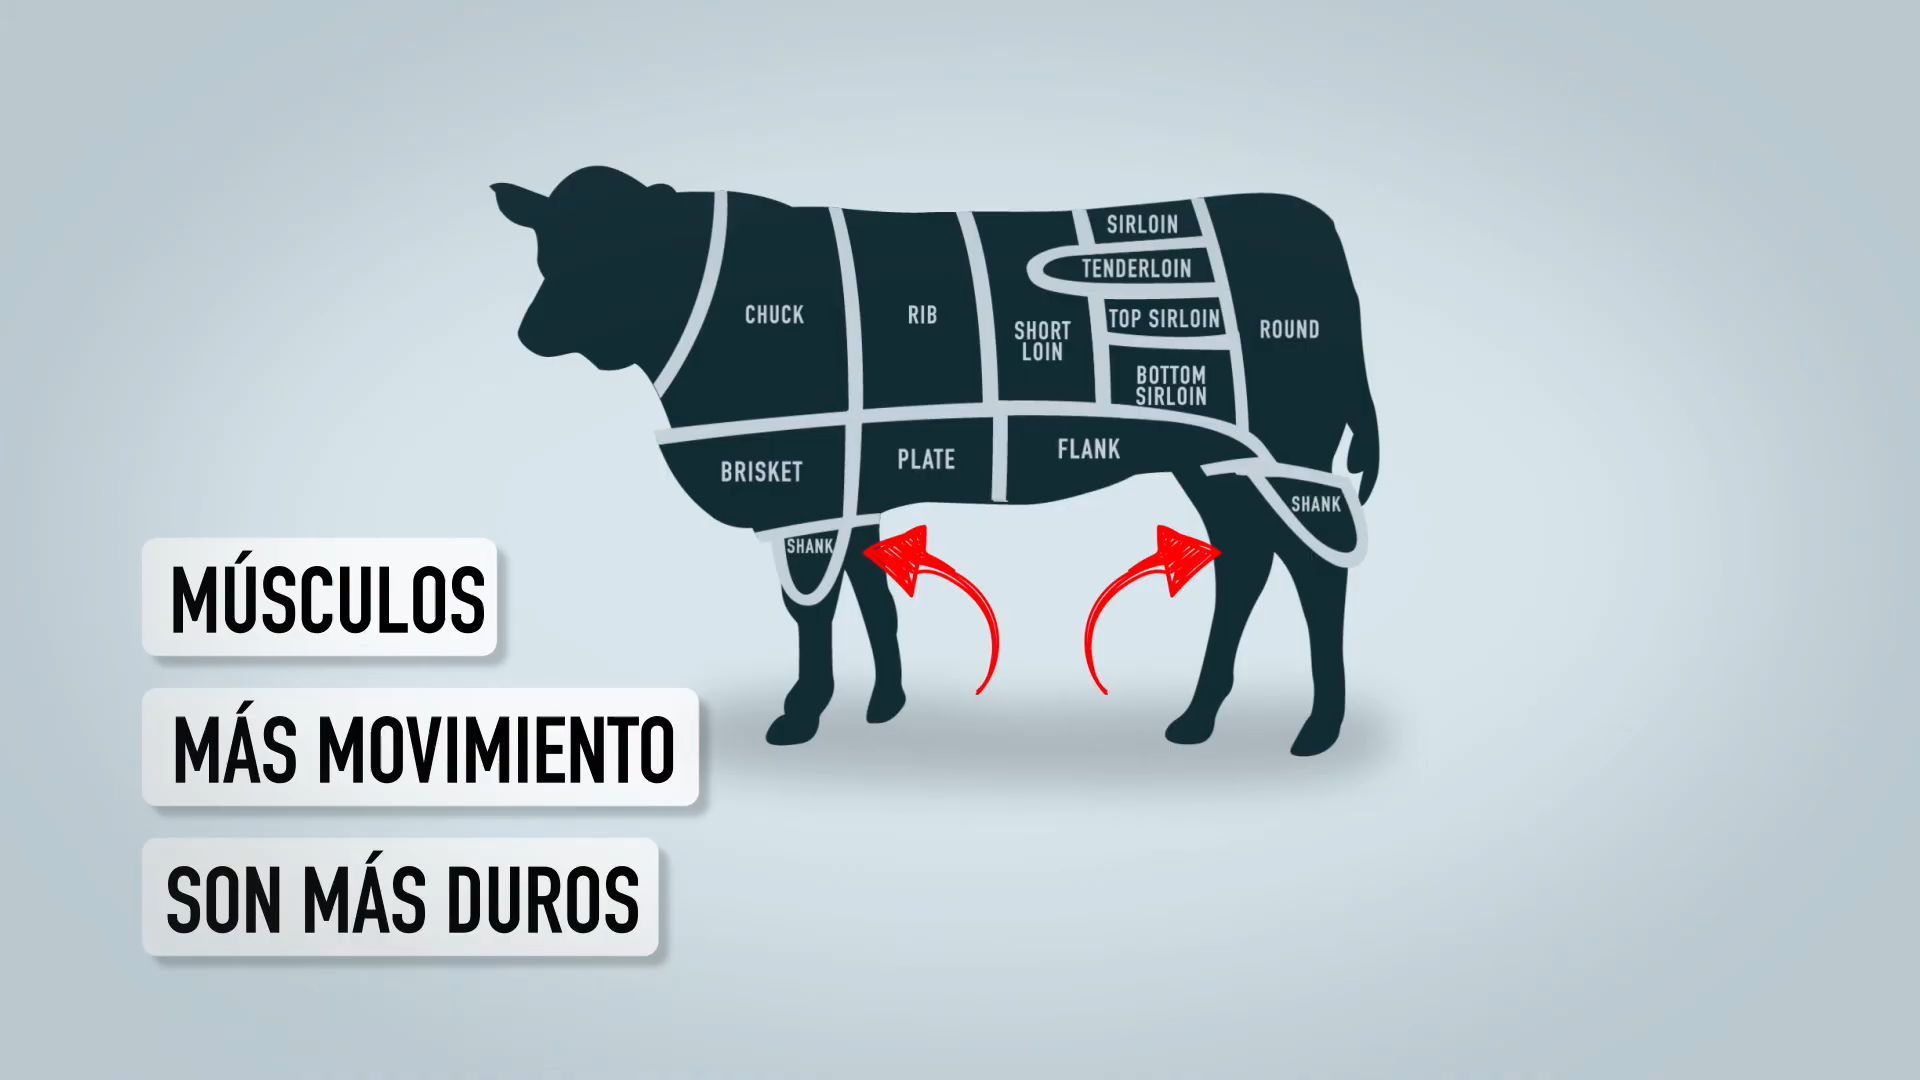 SIRLOIN
TENDERLOIN
CHUCK
RIB
SHORT
LOIN
TOP SIRLOIN
ROUND
BOTTOM
SIRLOIN
BRISKET
PLATE
FLANK
SHANK
SHANK
MÚSCULOS
MÁS MOVIMIENTO
SON MÁS DUROS